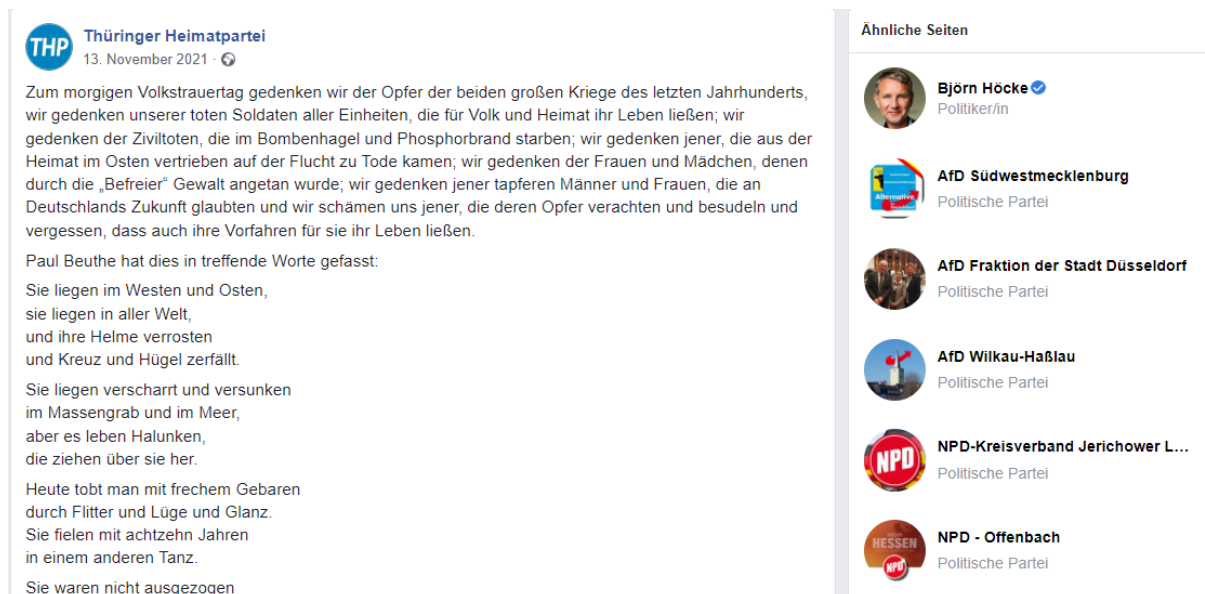 THP
Thüringer Heimatpartei
13. November 2021 ·
Zum morgigen Volkstrauertag gedenken wir der Opfer der beiden großen Kriege des letzten Jahrhunderts,
wir gedenken unserer toten Soldaten aller Einheiten, die für Volk und Heimat ihr Leben ließen; wir
gedenken der Ziviltoten, die im Bombenhagel und Phosphorbrand starben; wir gedenken jener, die aus der
Heimat im Osten vertrieben auf der Flucht zu Tode kamen; wir gedenken der Frauen und Mädchen, denen
durch die „Befreier“ Gewalt angetan wurde; wir gedenken jener tapferen Männer und Frauen, die an
Deutschlands Zukunft glaubten und wir schämen uns jener, die deren Opfer verachten und besudeln und
vergessen, dass auch ihre Vorfahren für sie ihr Leben ließen.
Paul Beuthe hat dies in treffende Worte gefasst:
Sie liegen im Westen und Osten,
sie liegen in aller Welt,
und ihre Helme verrosten
und Kreuz und Hügel zerfällt.
Sie liegen verscharrt und versunken
im Massengrab und im Meer,
aber es leben Halunken,
die ziehen über sie her.
Heute tobt man mit frechem Gebaren
durch Flitter und Lüge und Glanz.
Sie fielen mit achtzehn Jahren
in einem anderen Tanz.
Sie waren nicht ausgezogen
Ähnliche Seiten
Björn Höcke
Politiker/in
Alternative
AfD Südwestmecklenburg
Politische Partei
AfD Fraktion der Stadt Düsseldorf
Politische Partei
AfD Wilkau-Haßlau
Politische Partei
NPD
NPD-Kreisverband Jerichower L...
Politische Partei
HESSEN
NPD
NPD - Offenbach
Politische Partei